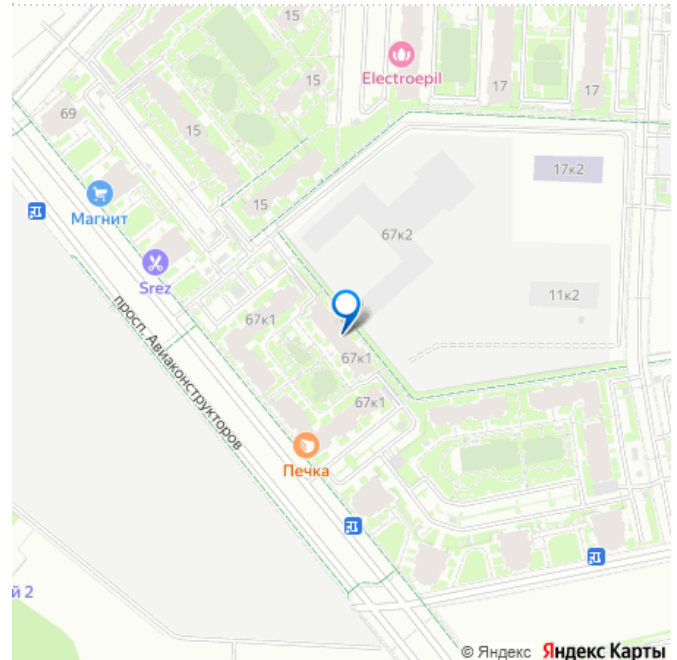 Electroepil
15
17
17
69
15
17к2
15
67к2
Магнит
Srez
11к2
67к1
просп. Авиаконструкторов
67к1
67к1
Печка
й 2
© Яндекс Яндекс Карты